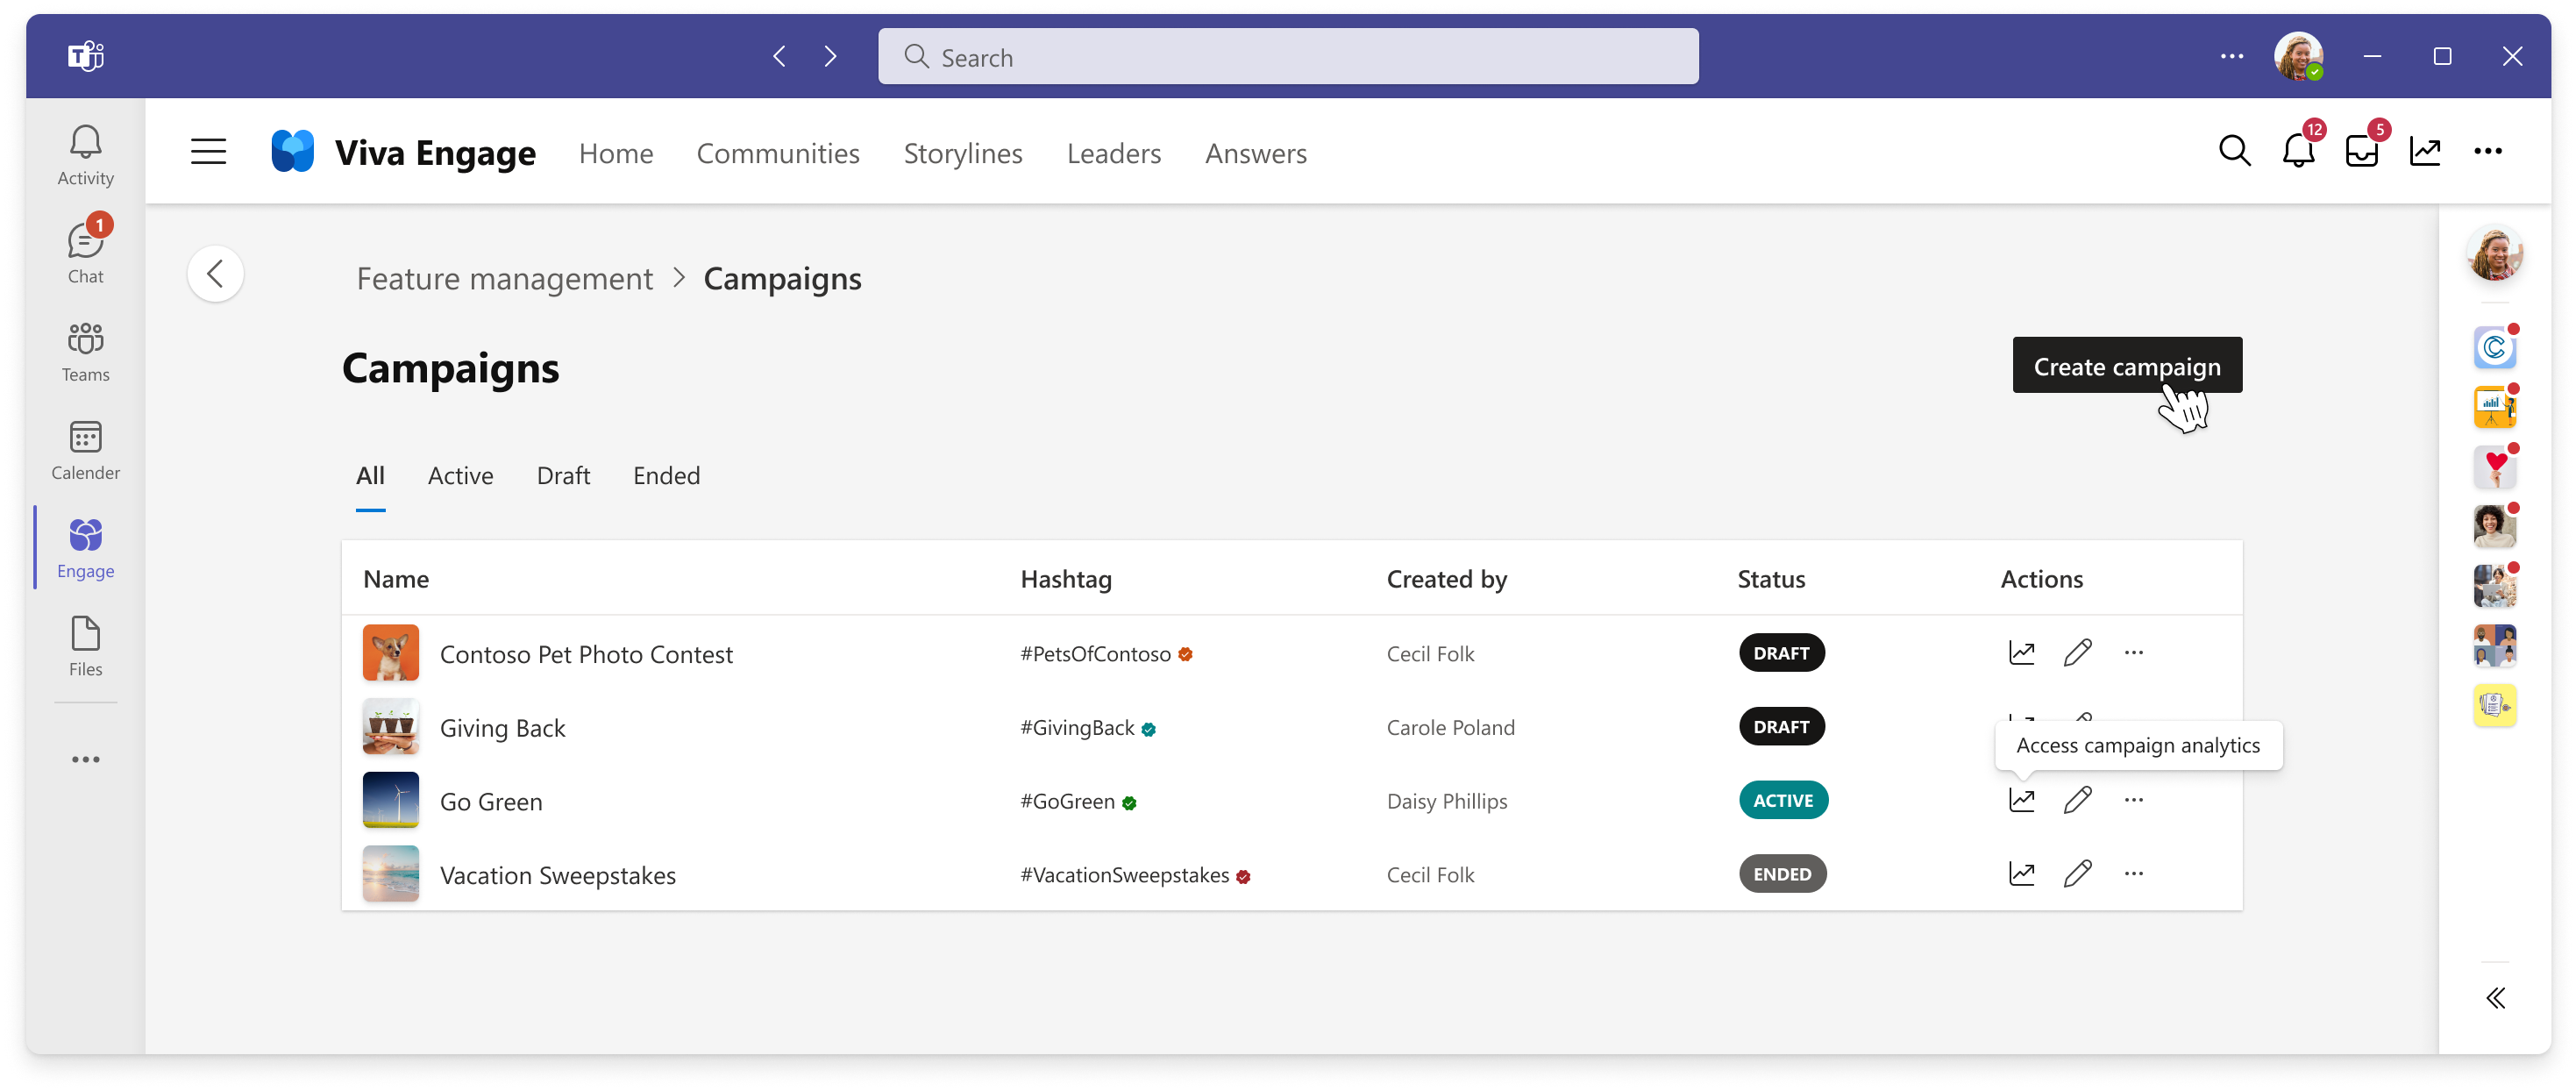 Search
Activity
1
Chat
Teams
Calender
Engage
Files
Viva Engage Home Communities Storylines Leaders Answers
12 5
Feature management > Campaigns
Campaigns
Create campaign
All Active Draft Ended
Name Hashtag Created by Status Actions
Contoso Pet Photo Contest #PetsOfContoso Cecil Folk DRAFT
Giving Back #GivingBack Carole Poland DRAFT
Access campaign analytics
Go Green #GoGreen Daisy Phillips ACTIVE
Vacation Sweepstakes #VacationSweepstakes Cecil Folk ENDED